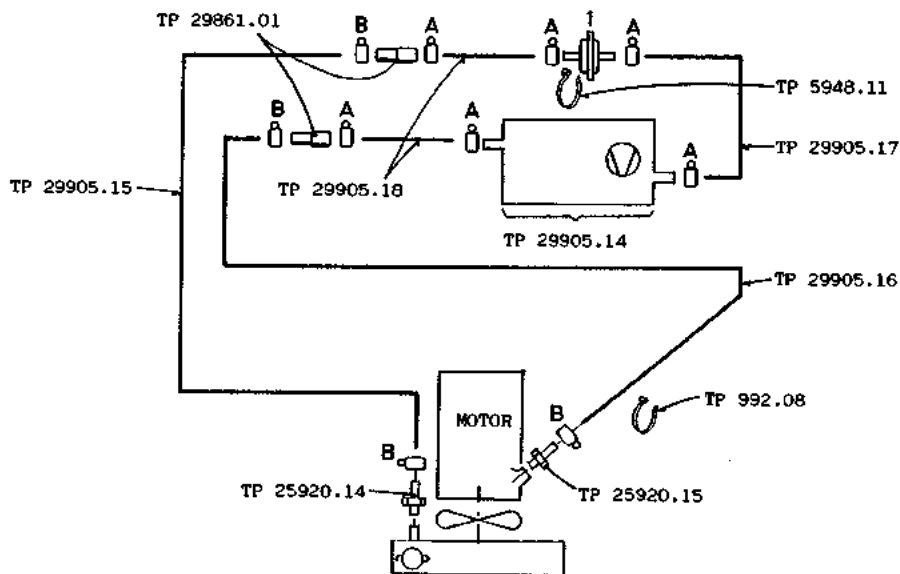 TP 29861.01
B
A
A
A
TP 5948.11
B
A
A
A
TP 29905.17
TP 29905.15
TP 29905.18
TP 29905.14
TP 29905.16
TP 992.08
MOTOR
B
B
TP 25920.14
TP 25920.15